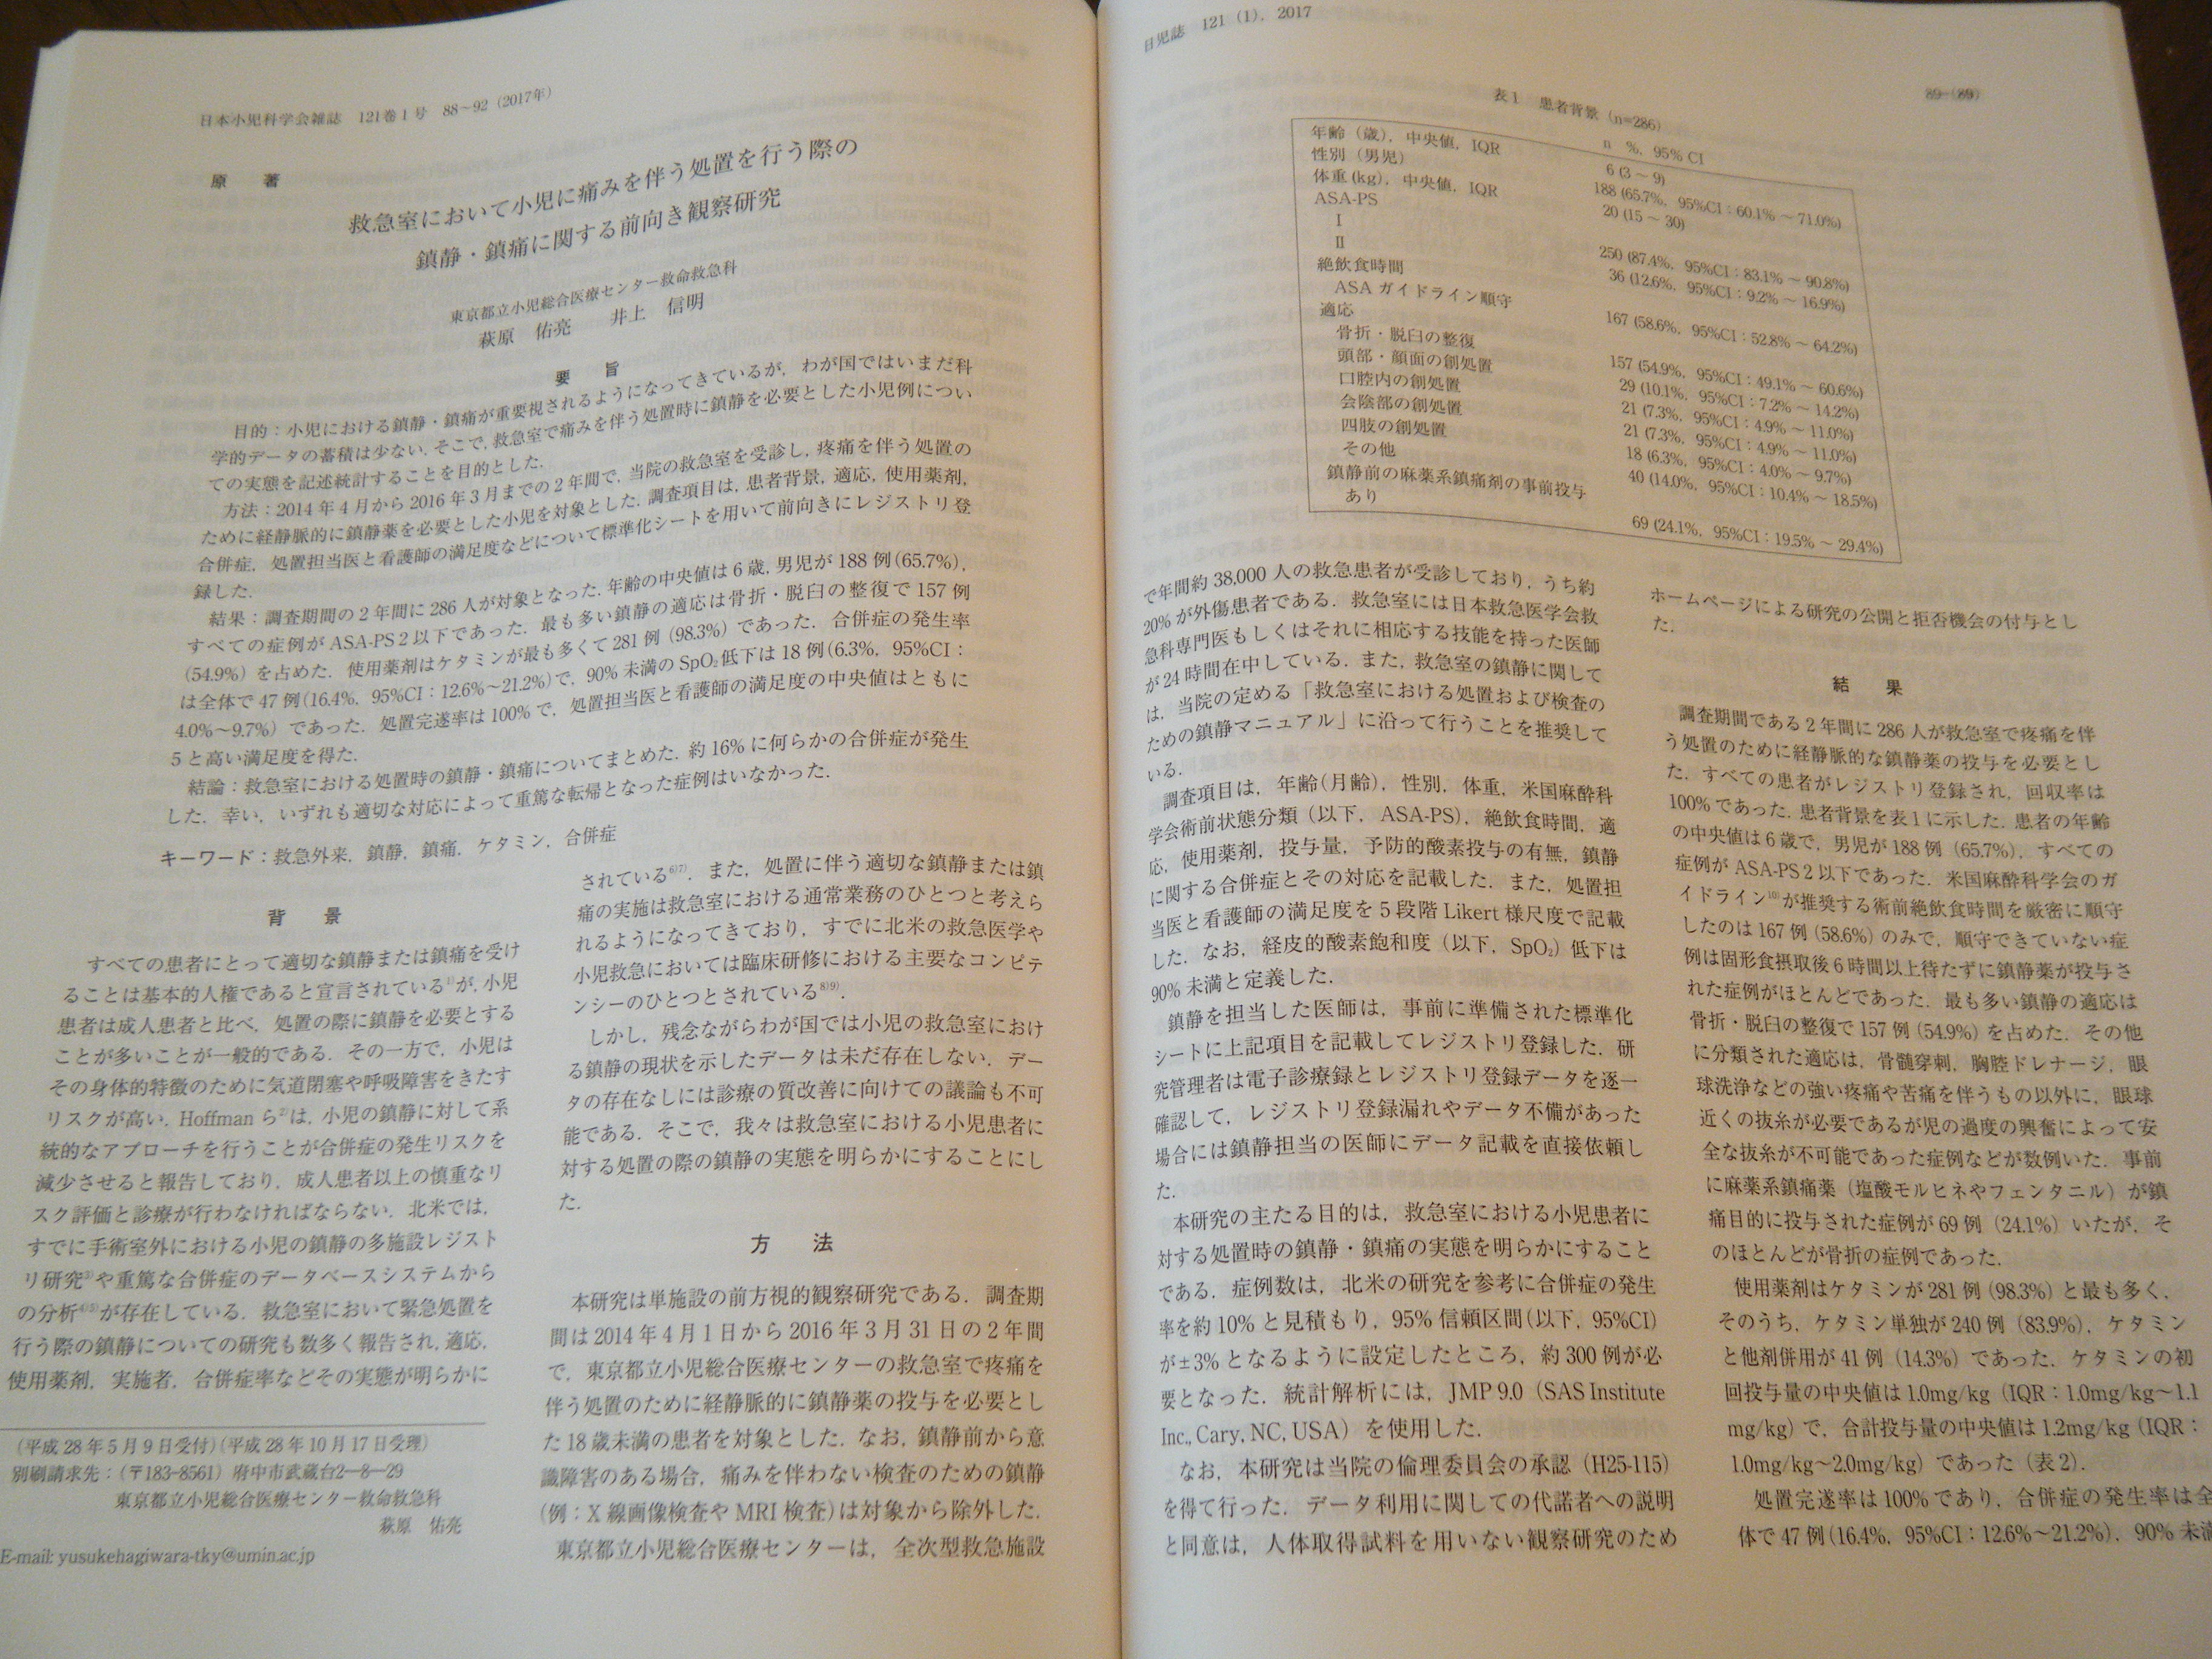 日本小児科学会雑誌 121巻1号 88~92（2017年）
原 著
救急室において小児に痛みを伴う処置を行う際の
鎮静・鎮痛に関する前向き観察研究
東京都立小児総合医療センター救命救急科
萩原 佑亮 井上 信明
要 旨
目的：小児における鎮静・鎮痛が重要視されるようになってきているが，わが国ではいまだ科
学的データの蓄積は少ない．そこで，救急室で痛みを伴う処置時に鎮静を必要とした小児例につい
ての実態を記述統計することを目的とした．
方法：2014年4月から2016年3月までの2年間で，当院の救急室を受診し，疼痛を伴う処置の
ために経静脈的に鎮静薬を必要とした小児を対象とした．調査項目は，患者背景，適応，使用薬剤，
合併症，処置担当医と看護師の満足度などについて標準化シートを用いて前向きにレジストリ登
録した．
結果：調査期間の2年間に286人が対象となった．年齢の中央値は6歳，男児が188例（65.7%），
すべての症例がASA-PS 2以下であった．最も多い鎮静の適応は骨折・脱臼の整復で157例
（54.9%）を占めた．使用薬剤はケタミンが最も多くて281例（98.3%）であった．合併症の発生率
は全体で47例（16.4%，95%CI：12.6%~21.2%）で，90%未満のSpO₂低下は18例（6.3%，95%CI：
4.0%~9.7%）であった．処置完遂率は100%で，処置担当医と看護師の満足度の中央値はともに
5と高い満足度を得た．
結論：救急室における処置時の鎮静・鎮痛についてまとめた．約16%に何らかの合併症が発生
した．幸い，いずれも適切な対応によって重篤な転帰となった症例はいなかった．
キーワード：救急外来，鎮静，鎮痛，ケタミン，合併症
背 景
すべての患者にとって適切な鎮静または鎮痛を受け
ることは基本的人権であると宣言されている¹⁾が，小児
患者は成人患者と比べ，処置の際に鎮静を必要とする
ことが多いことが一般的である．その一方で，小児は
その身体的特徴のために気道閉塞や呼吸障害をきたす
リスクが高い．Hoffmanら²⁾は，小児の鎮静に対して系
統的なアプローチを行うことが合併症の発生リスクを
減少させると報告しており，成人患者以上の慎重なリ
スク評価と診療が行わなければならない．北米では，
すでに手術室外における小児の鎮静の多施設レジスト
リ研究³⁾や重篤な合併症のデータベースシステムから
の分析⁴⁾⁵⁾が存在している．救急室において緊急処置を
行う際の鎮静についての研究も数多く報告され，適応，
使用薬剤，実施者，合併症率などその実態が明らかに
（平成28年5月9日受付）（平成28年10月17日受理）
別刷請求先：（〒183-8561）府中市武蔵台2―8―29
東京都立小児総合医療センター救命救急科
萩原 佑亮
E-mail: yusukehagiwara-tky@umin.ac.jp
されている⁶⁾⁷⁾．また，処置に伴う適切な鎮静または鎮
痛の実施は救急室における通常業務のひとつと考えら
れるようになってきており，すでに北米の救急医学や
小児救急においては臨床研修における主要なコンピテ
ンシーのひとつとされている⁸⁾⁹⁾．
しかし，残念ながらわが国では小児の救急室におけ
る鎮静の現状を示したデータは未だ存在しない．デー
タの存在なしには診療の質改善に向けての議論も不可
能である．そこで，我々は救急室における小児患者に
対する処置の際の鎮静の実態を明らかにすることにし
た．
方 法
本研究は単施設の前方視的観察研究である．調査期
間は2014年4月1日から2016年3月31日の2年間
で，東京都立小児総合医療センターの救急室で疼痛を
伴う処置のために経静脈的に鎮静薬の投与を必要とし
た18歳未満の患者を対象とした．なお，鎮静前から意
識障害のある場合，痛みを伴わない検査のための鎮静
（例：X線画像検査やMRI検査）は対象から除外した．
東京都立小児総合医療センターは，全次型救急施設
日児誌 121（1），2017
89―(89)
表1 患者背景（n=286）
n %，95% CI
年齢（歳），中央値，IQR 6（3～9）
性別（男児） 188（65.7%，95%CI：60.1%～71.0%）
体重(kg)，中央値，IQR 20（15～30）
ASA-PS
I 250（87.4%，95%CI：83.1%～90.8%）
II 36（12.6%，95%CI：9.2%～16.9%）
絶飲食時間
ASAガイドライン順守 167（58.6%，95%CI：52.8%～64.2%）
適応
骨折・脱臼の整復 157（54.9%，95%CI：49.1%～60.6%）
頭部・顔面の創処置 29（10.1%，95%CI：7.2%～14.2%）
口腔内の創処置 21（7.3%，95%CI：4.9%～11.0%）
会陰部の創処置 21（7.3%，95%CI：4.9%～11.0%）
四肢の創処置 18（6.3%，95%CI：4.0%～9.7%）
その他 40（14.0%，95%CI：10.4%～18.5%）
鎮静前の麻薬系鎮痛剤の事前投与
あり 69（24.1%，95%CI：19.5%～29.4%）
で年間約38,000人の救急患者が受診しており，うち約
20%が外傷患者である．救急室には日本救急医学会救
急科専門医もしくはそれに相応する技能を持った医師
が24時間在中している．また，救急室の鎮静に関して
は，当院の定める「救急室における処置および検査の
ための鎮静マニュアル」に沿って行うことを推奨して
いる．
調査項目は，年齢（月齢），性別，体重，米国麻酔科
学会術前状態分類（以下，ASA-PS），絶飲食時間，適
応，使用薬剤，投与量，予防的酸素投与の有無，鎮静
に関する合併症とその対応を記載した．また，処置担
当医と看護師の満足度を5段階Likert様尺度で記載
した．なお，経皮的酸素飽和度（以下，SpO₂）低下は
90%未満と定義した．
鎮静を担当した医師は，事前に準備された標準化
シートに上記項目を記載してレジストリ登録した．研
究管理者は電子診療録とレジストリ登録データを逐一
確認して，レジストリ登録漏れやデータ不備があった
場合には鎮静担当の医師にデータ記載を直接依頼し
た．
本研究の主たる目的は，救急室における小児患者に
対する処置時の鎮静・鎮痛の実態を明らかにすること
である．症例数は，北米の研究を参考に合併症の発生
率を約10%と見積もり，95%信頼区間（以下，95%CI）
が±3%となるように設定したところ，約300例が必
要となった．統計解析には，JMP 9.0（SAS Institute
Inc., Cary, NC, USA）を使用した．
なお，本研究は当院の倫理委員会の承認（H25-115）
を得て行った．データ利用に関しての代諾者への説明
と同意は，人体取得試料を用いない観察研究のため
ホームページによる研究の公開と拒否機会の付与とし
た．
結 果
調査期間である2年間に286人が救急室で疼痛を伴
う処置のために経静脈的な鎮静薬の投与を必要とし
た．すべての患者がレジストリ登録され，回収率は
100%であった．患者背景を表1に示した．患者の年齢
の中央値は6歳で，男児が188例（65.7%），すべての
症例がASA-PS 2以下であった．米国麻酔科学会のガ
イドライン¹⁰⁾が推奨する術前絶飲食時間を厳密に順守
したのは167例（58.6%）のみで，順守できていない症
例は固形食摂取後6時間以上待たずに鎮静薬が投与さ
れた症例がほとんどであった．最も多い鎮静の適応は
骨折・脱臼の整復で157例（54.9%）を占めた．その他
に分類された適応は，骨髄穿刺，胸腔ドレナージ，眼
球洗浄などの強い疼痛や苦痛を伴うもの以外に，眼球
近くの抜糸が必要であるが児の過度の興奮によって安
全な抜糸が不可能であった症例などが数例いた．事前
に麻薬系鎮痛薬（塩酸モルヒネやフェンタニル）が鎮
痛目的に投与された症例が69例（24.1%）いたが，そ
のほとんどが骨折の症例であった．
使用薬剤はケタミンが281例（98.3%）と最も多く，
そのうち，ケタミン単独が240例（83.9%），ケタミン
と他剤併用が41例（14.3%）であった．ケタミンの初
回投与量の中央値は1.0mg/kg（IQR：1.0mg/kg～1.1
mg/kg）で，合計投与量の中央値は1.2mg/kg（IQR：
1.0mg/kg～2.0mg/kg）であった（表2）．
処置完遂率は100%であり，合併症の発生率は全
体で47例（16.4%，95%CI：12.6%～21.2%），90%未満